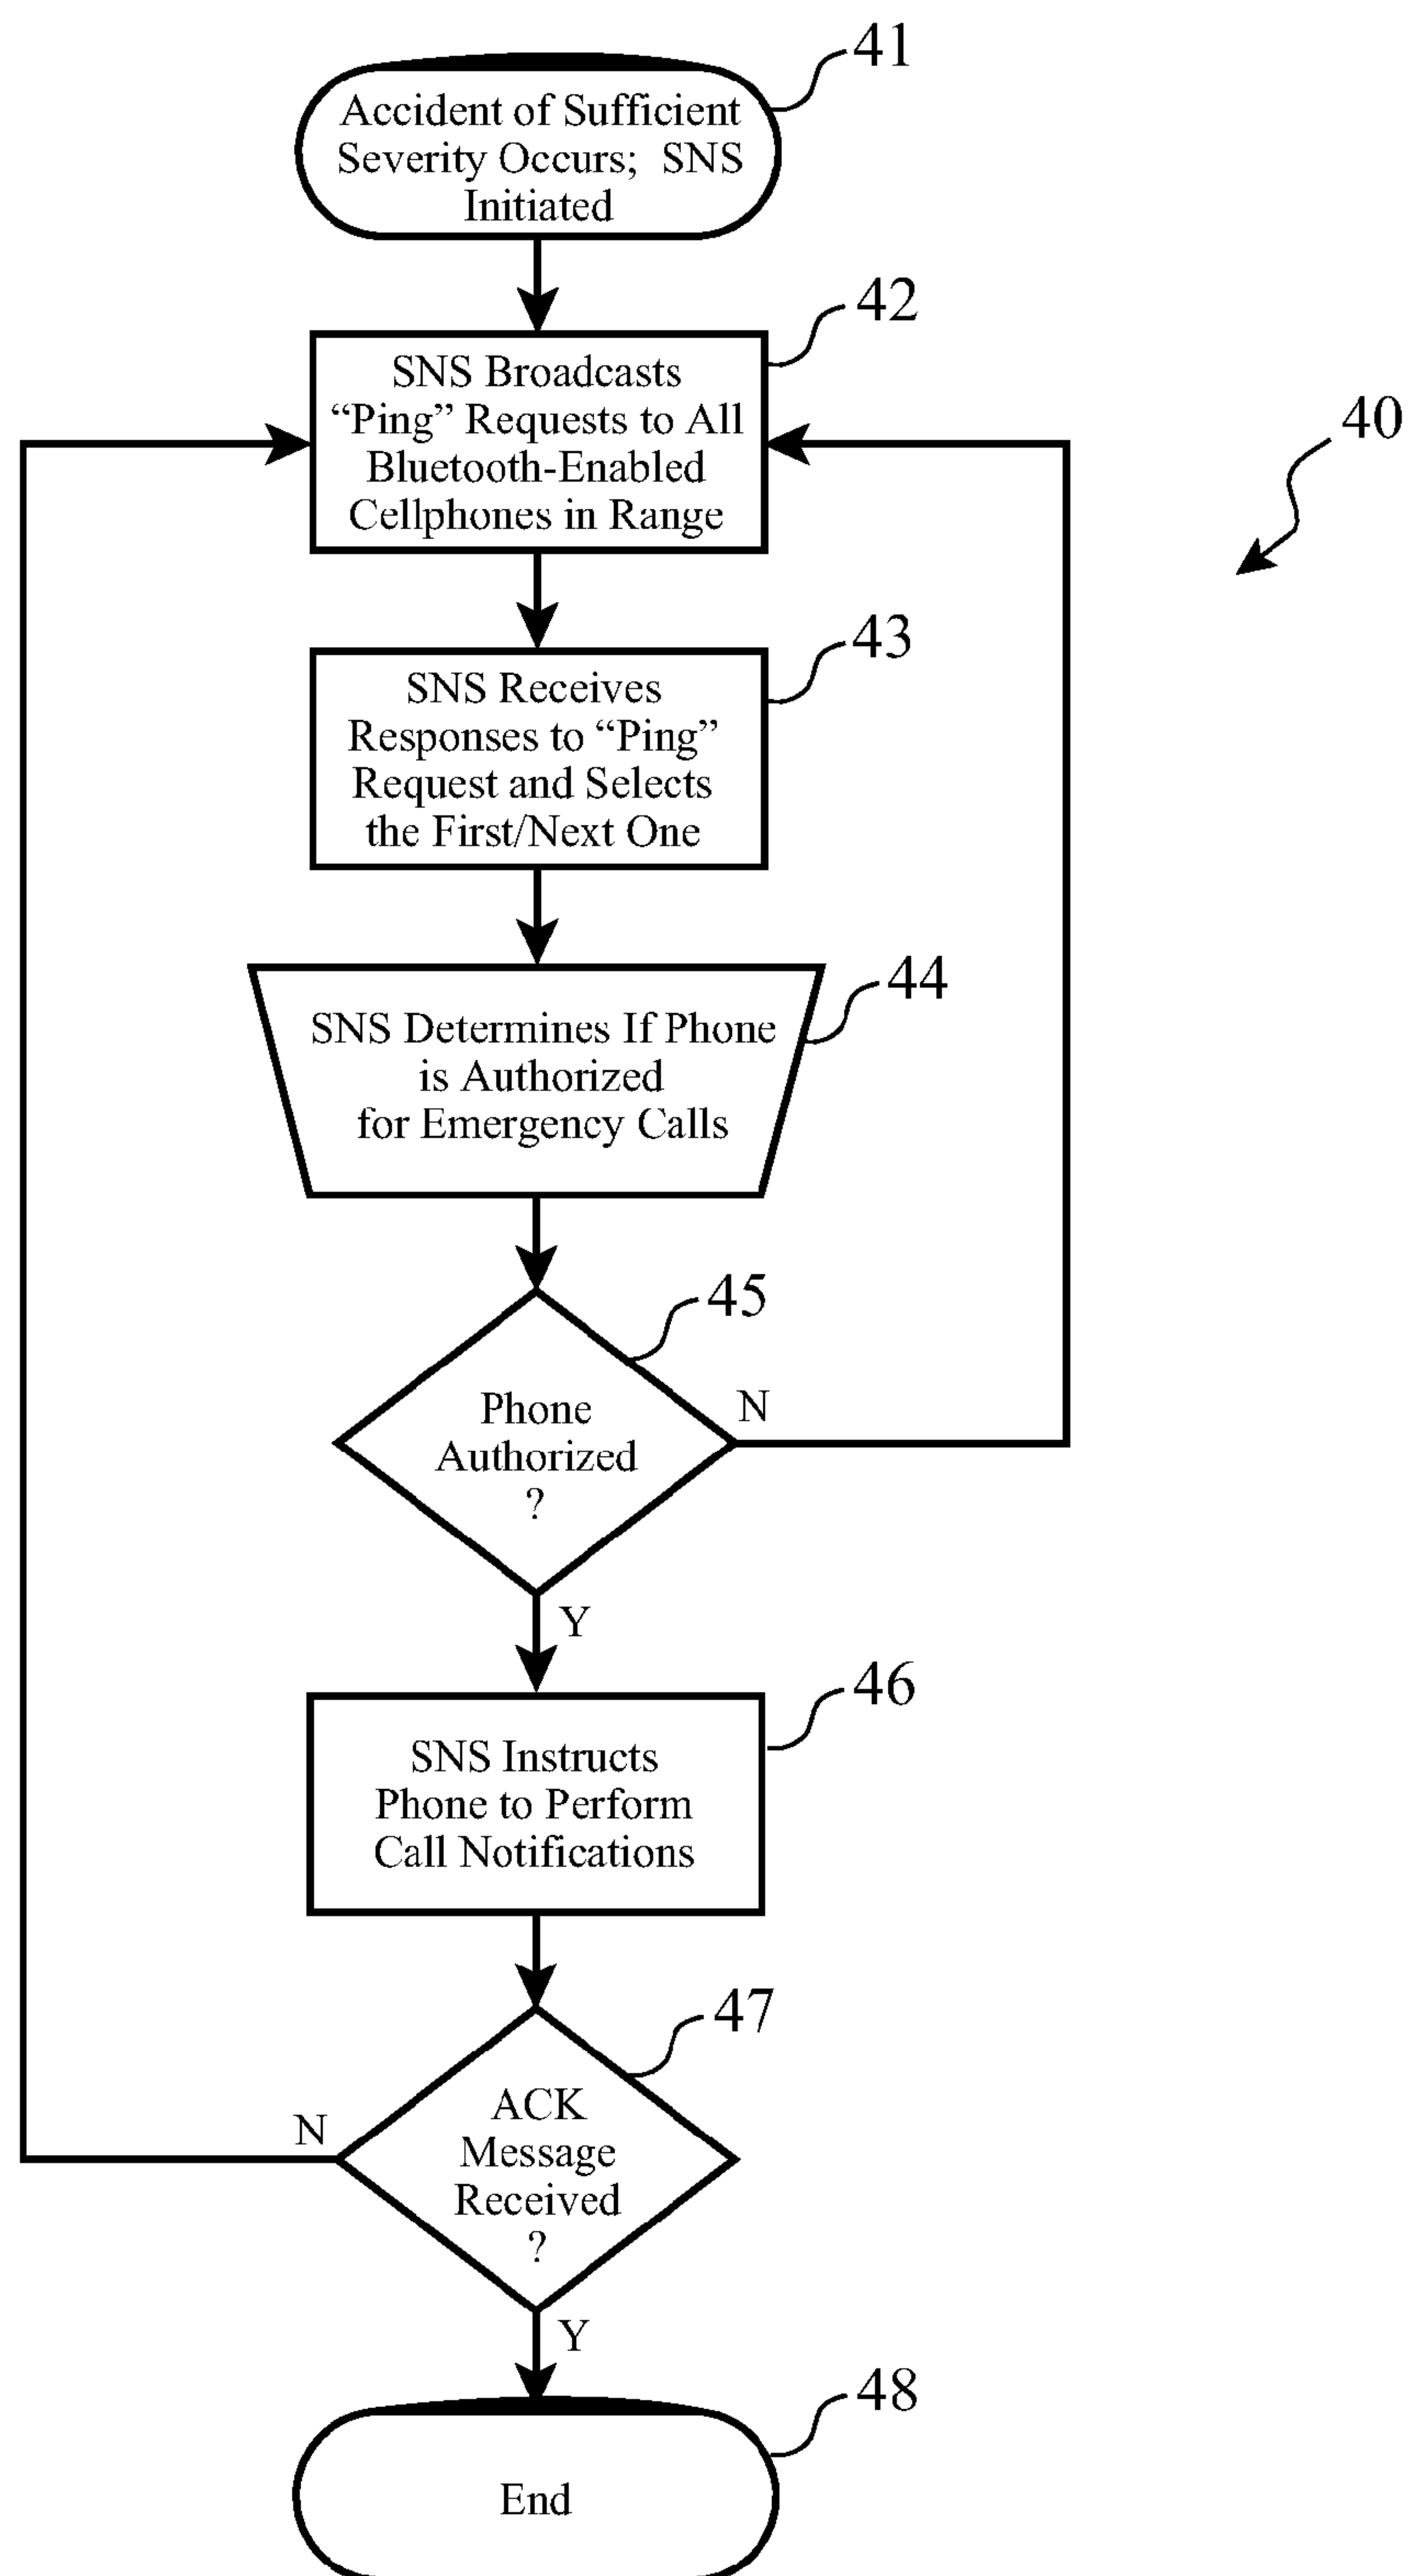 41
Accident of Sufficient
Severity Occurs; SNS
Initiated
42
SNS Broadcasts
“Ping” Requests to All
Bluetooth-Enabled
Cellphones in Range
40
43
SNS Receives
Responses to “Ping”
Request and Selects
the First/Next One
44
SNS Determines If Phone
is Authorized
for Emergency Calls
45
Phone
Authorized
?
N
Y
46
SNS Instructs
Phone to Perform
Call Notifications
47
ACK
Message
Received
?
N
Y
48
End